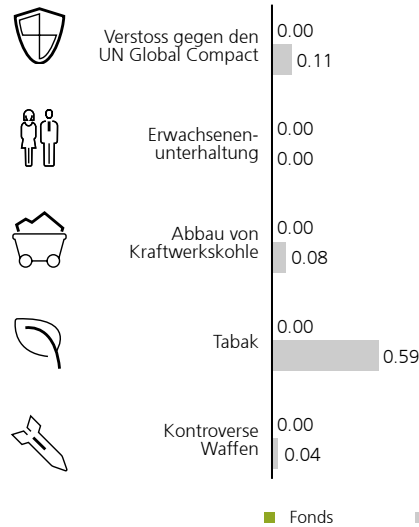 Verstoss gegen den
UN Global Compact
0.00
0.11
Erwachsenen-
unterhaltung
0.00
0.00
Abbau von
Kraftwerkskohle
0.00
0.08
Tabak
0.00
0.59
Kontroverse
Waffen
0.00
0.04
Fonds